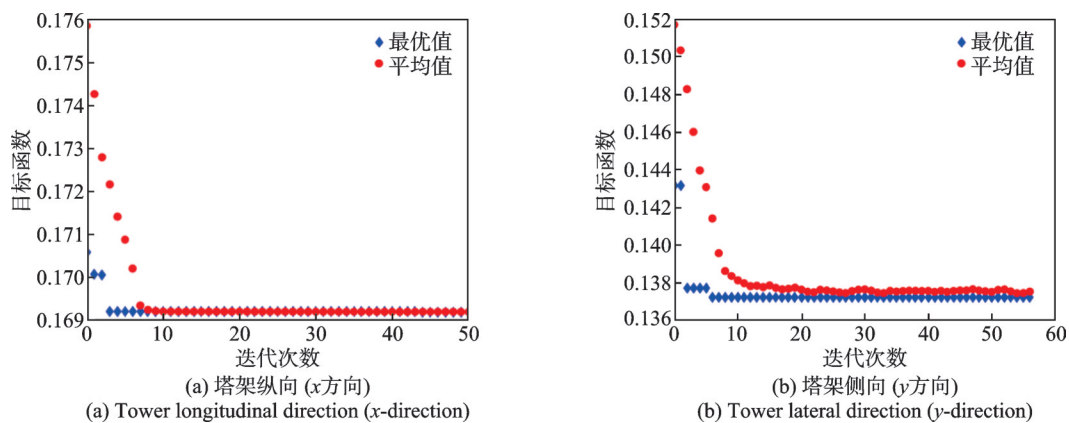 0.176
0.175
0.174
0.173
0.172
0.171
0.170
0.169
目标函数
最优值
平均值
0 10 20 30 40 50
迭代次数
(a) 塔架纵向 (x方向)
(a) Tower longitudinal direction (x-direction)
0.152
0.150
0.148
0.146
0.144
0.142
0.140
0.138
0.136
目标函数
最优值
平均值
0 10 20 30 40 50 60
迭代次数
(b) 塔架侧向 (y方向)
(b) Tower lateral direction (y-direction)